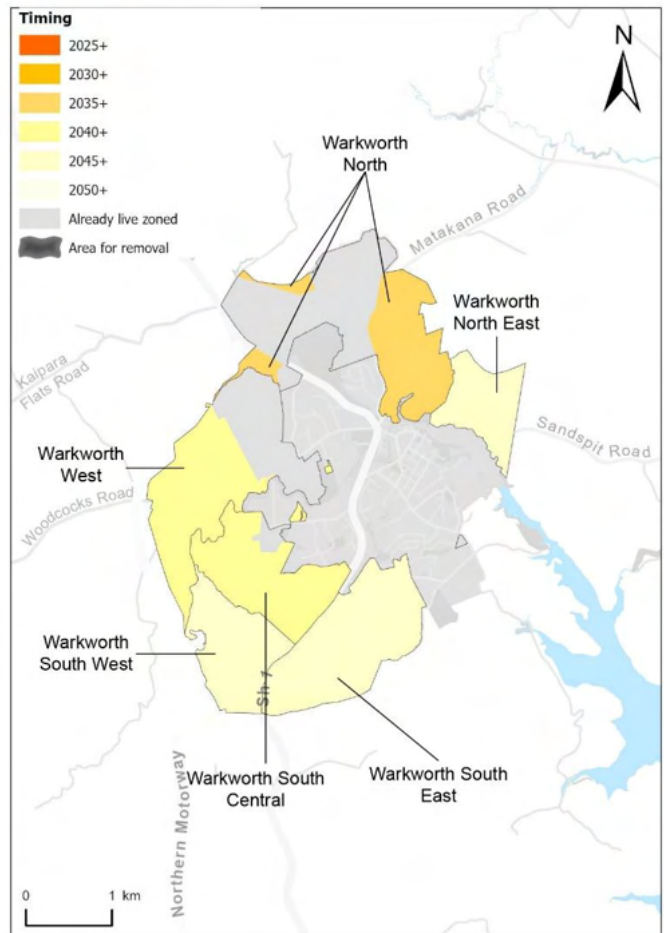 Timing
2025+
2030+
2035+
2040+
2045+
2050+
Already live zoned
Area for removal
N
Warkworth
North
Matakana Road
Warkworth
North East
Kaipara
Flats Road
Sandspit Road
Warkworth
West
Woodcocks Road
Warkworth
South West
Sh 1
Warkworth South
Central
Warkworth South
East
Northern Motorway
0 1 km